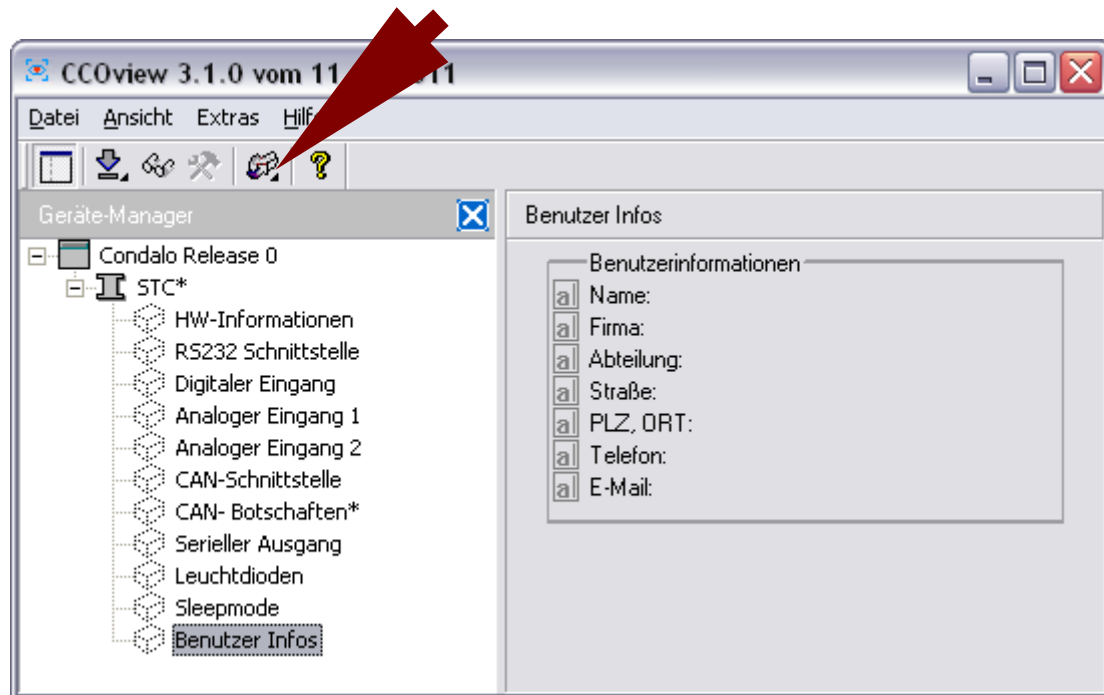 CCOview 3.1.0 vom 11
Datei Ansicht Extras
Geräte-Manager
Benutzer Infos
Condalo Release 0
STC*
HW-Informationen
RS232 Schnittstelle
Digitaler Eingang
Analoger Eingang 1
Analoger Eingang 2
CAN-Schnittstelle
CAN- Botschaften*
Serieller Ausgang
Leuchtdioden
Sleepmode
Benutzer Infos
Benutzerinformationen
Name:
Firma:
Abteilung:
Straße:
PLZ, ORT:
Telefon:
E-Mail: